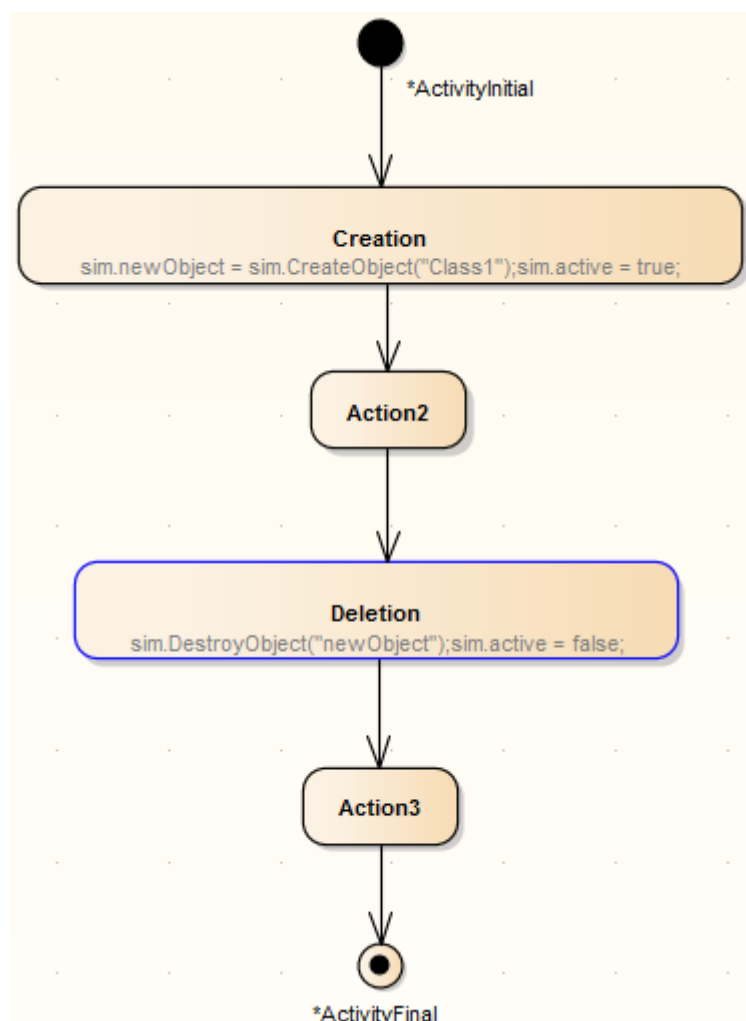 *ActivityInitial
Creation
sim.newObject = sim.CreateObject("Class1");sim.active = true;
Action2
Deletion
sim.DestroyObject("newObject");sim.active = false;
Action3
*ActivityFinal